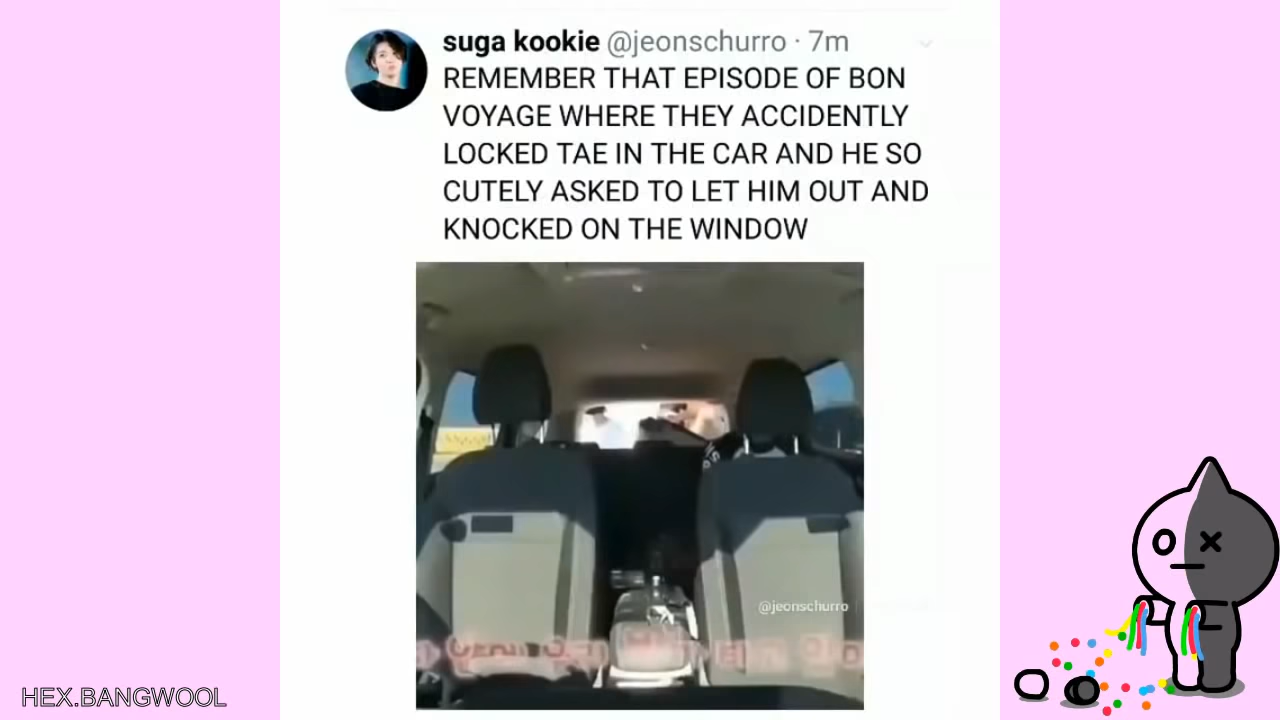 suga kookie @jeonschurro · 7m
REMEMBER THAT EPISODE OF BON
VOYAGE WHERE THEY ACCIDENTLY
LOCKED TAE IN THE CAR AND HE SO
CUTELY ASKED TO LET HIM OUT AND
KNOCKED ON THE WINDOW
@jeonschurro
HEX.BANGWOOL